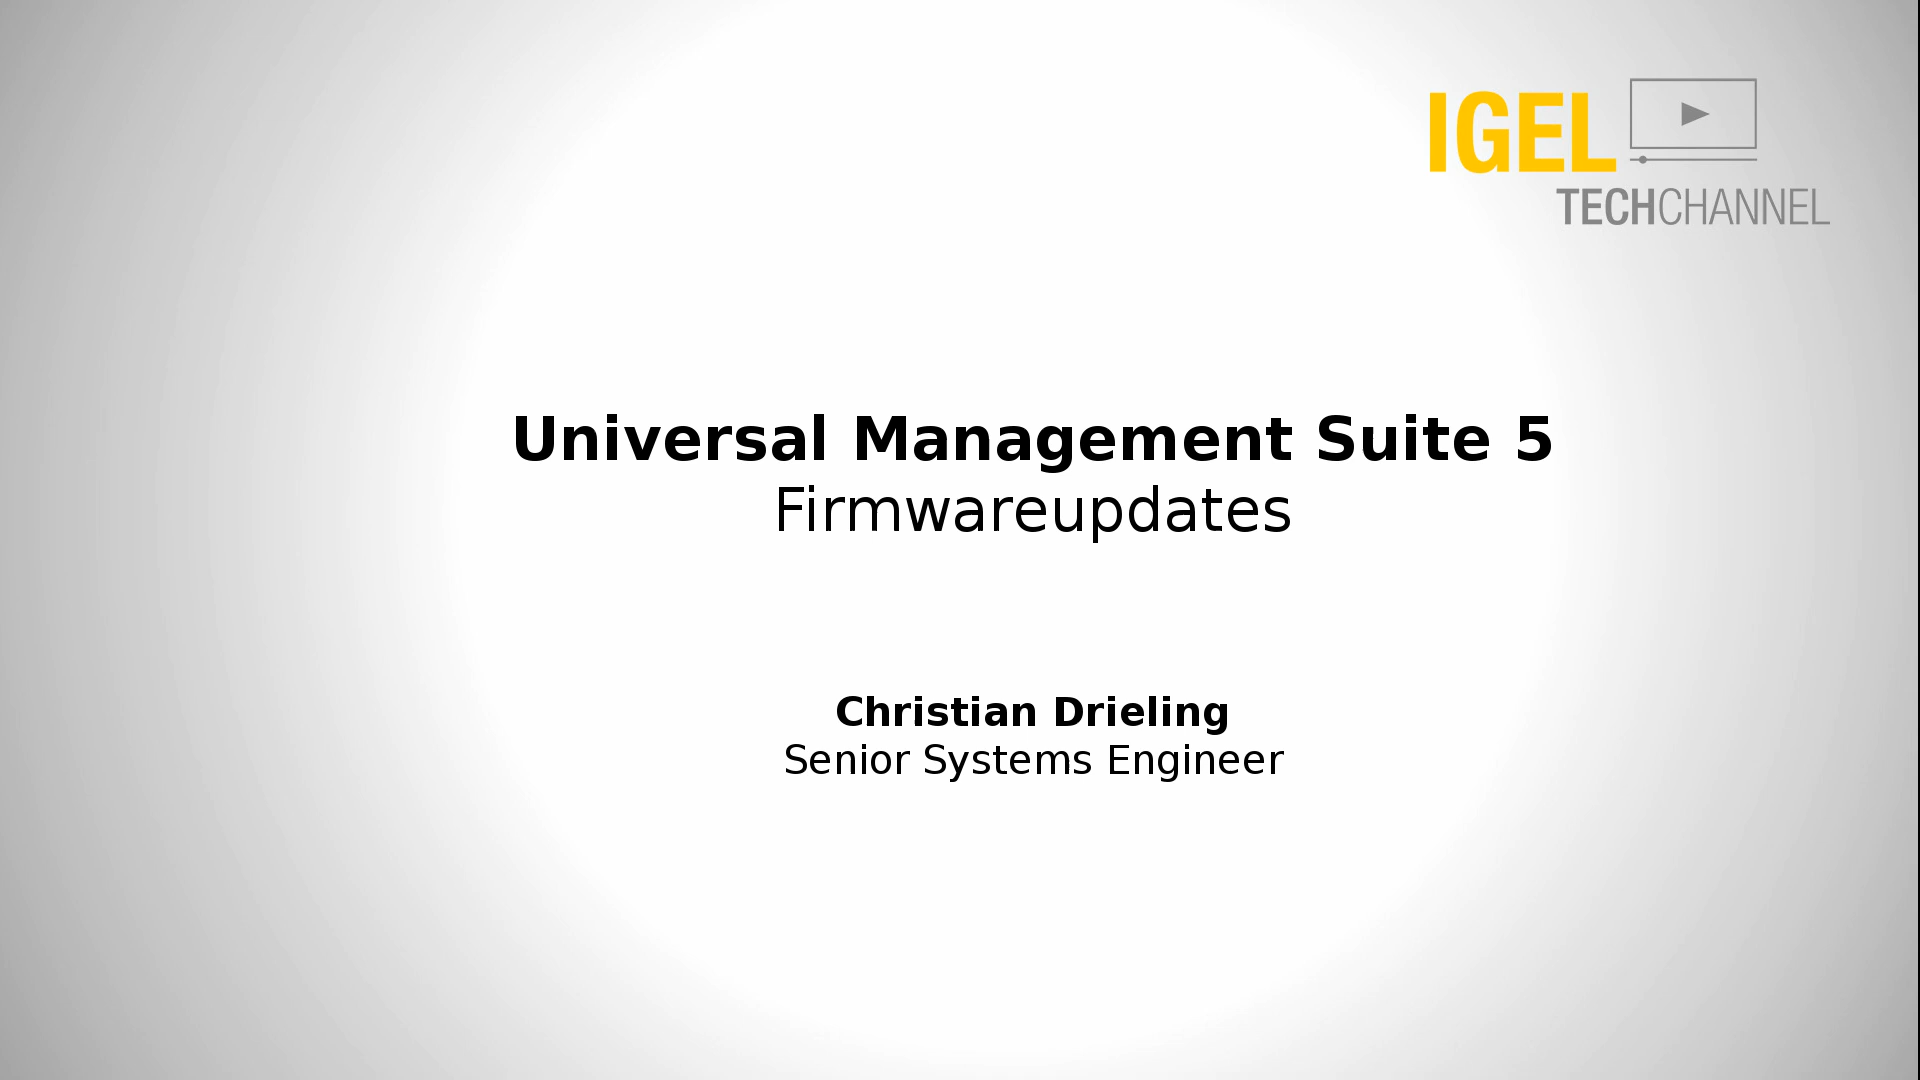 IGEL
TECHCHANNEL
Universal Management Suite 5
Firmwareupdates
Christian Drieling
Senior Systems Engineer